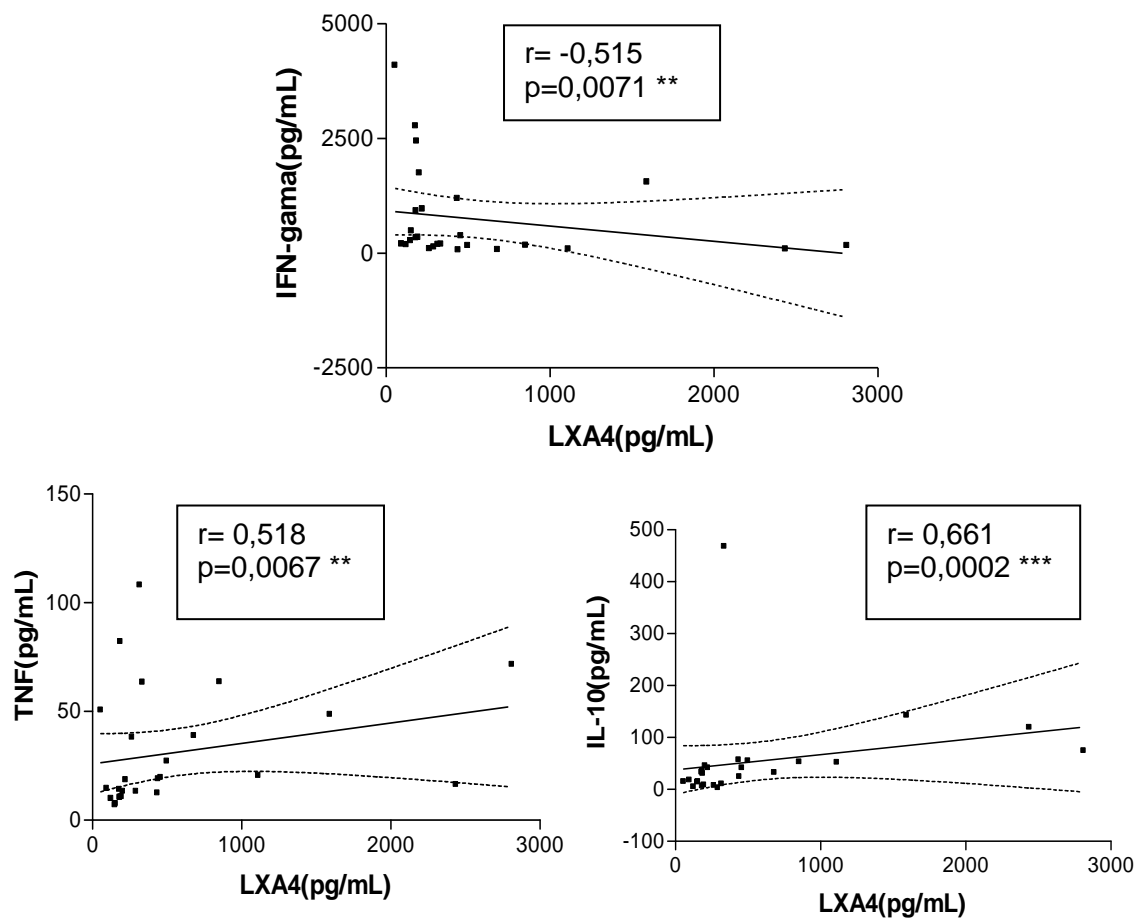 5000
2500
0
-2500
IFN-gama(pg/mL)
r= -0,515
p=0,0071 **
0
1000
2000
3000
LXA4(pg/mL)
150
100
50
0
TNF(pg/mL)
r= 0,518
p=0,0067 **
0
1000
2000
3000
LXA4(pg/mL)
500
400
300
200
100
0
-100
IL-10(pg/mL)
r= 0,661
p=0,0002 ***
0
1000
2000
3000
LXA4(pg/mL)